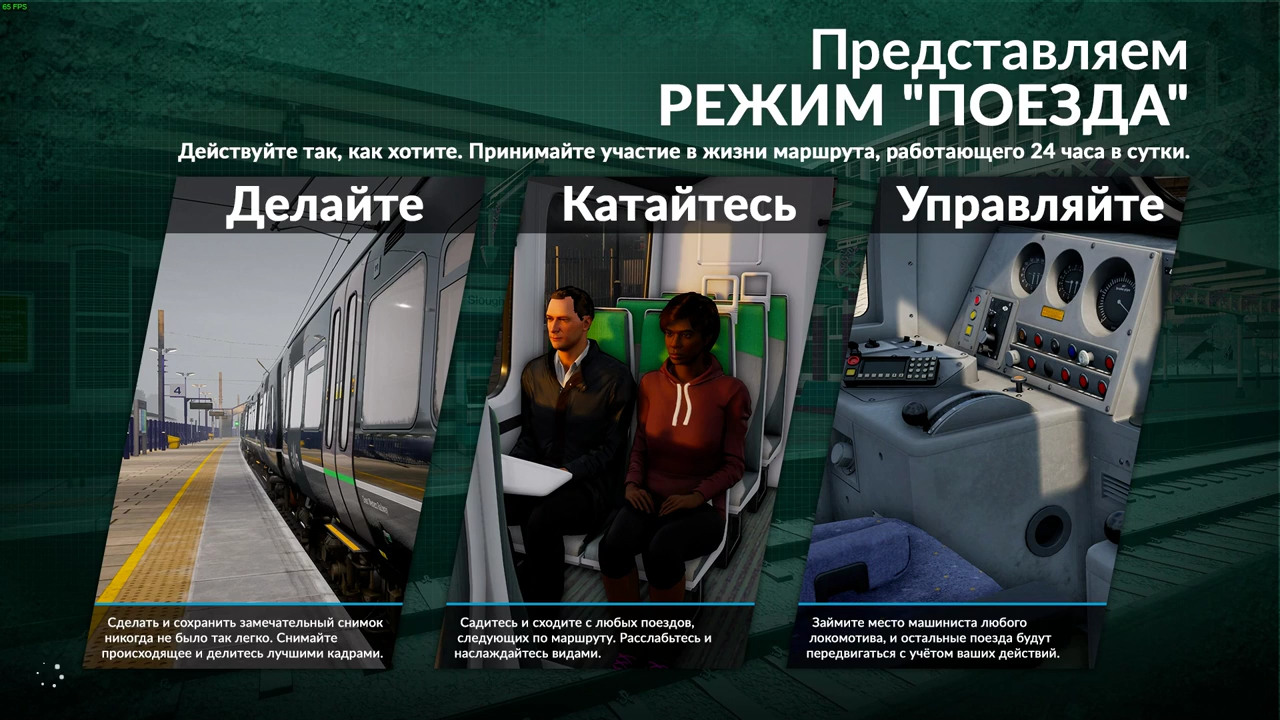 65 FPS
Представляем
РЕЖИМ "ПОЕЗДА"
Действуйте так, как хотите. Принимайте участие в жизни маршрута, работающего 24 часа в сутки.
Делайте
Катайтесь
Управляйте
4
Slough
Сделать и сохранить замечательный снимок
никогда не было так легко. Снимайте
происходящее и делитесь лучшими кадрами.
Садитесь и сходите с любых поездов,
следующих по маршруту. Расслабьтесь и
наслаждайтесь видами.
Займите место машиниста любого
локомотива, и остальные поезда будут
передвигаться с учётом ваших действий.